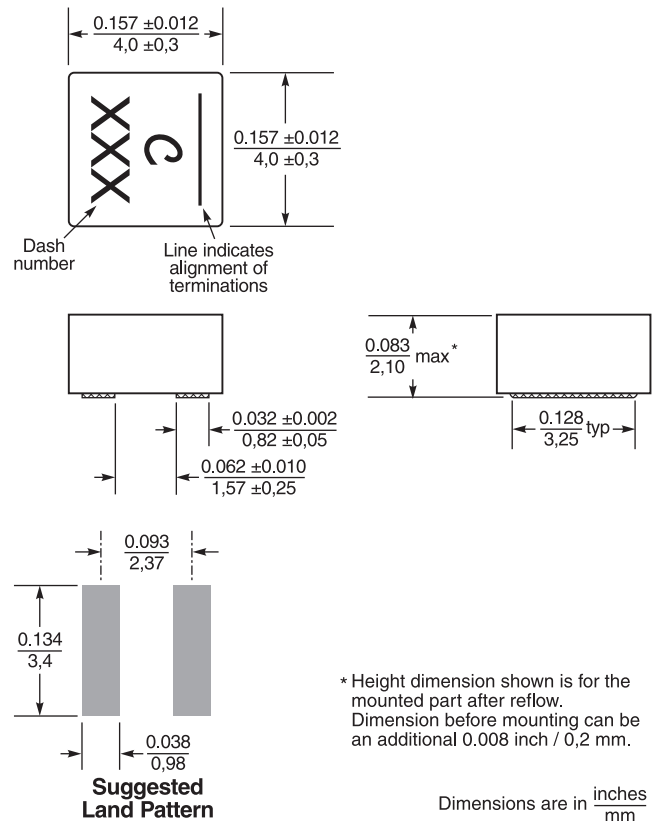 0.157 ±0.012
4,0 ±0,3
XXX
C
0.157 ±0.012
4,0 ±0,3
Dash
number
Line indicates
alignment of
terminations
0.083
2,10
max*
0.032 ±0.002
0,82 ±0,05
0.062 ±0.010
1,57 ±0,25
0.128
3,25
typ
0.093
2,37
0.134
3,4
0.038
0,98
Suggested
Land Pattern
* Height dimension shown is for the
mounted part after reflow.
Dimension before mounting can be
an additional 0.008 inch / 0,2 mm.
Dimensions are in inches
mm